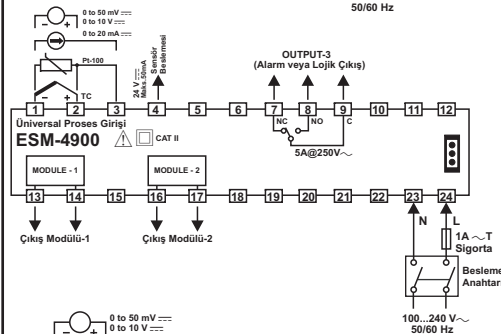 50/60 Hz
0 to 50 mV
0 to 10 V
0 to 20 mA
Pt-100
TC
24 V
Maks.50mA
Sensör
Beslemesi
OUTPUT-3
(Alarm veya Lojik Çıkış)
1 2 3 4 5 6 7 8 9 10 11 12
NC NO C
5A@250V
Üniversal Proses Girişi
ESM-4900 CAT II
MODULE - 1 MODULE - 2
13 14 15 16 17 18 19 20 21 22 23 24
Çıkış Modülü-1 Çıkış Modülü-2
N L
1A T
Sigorta
Besleme
Anahtarı
100...240 V
50/60 Hz
0 to 50 mV
0 to 10 V